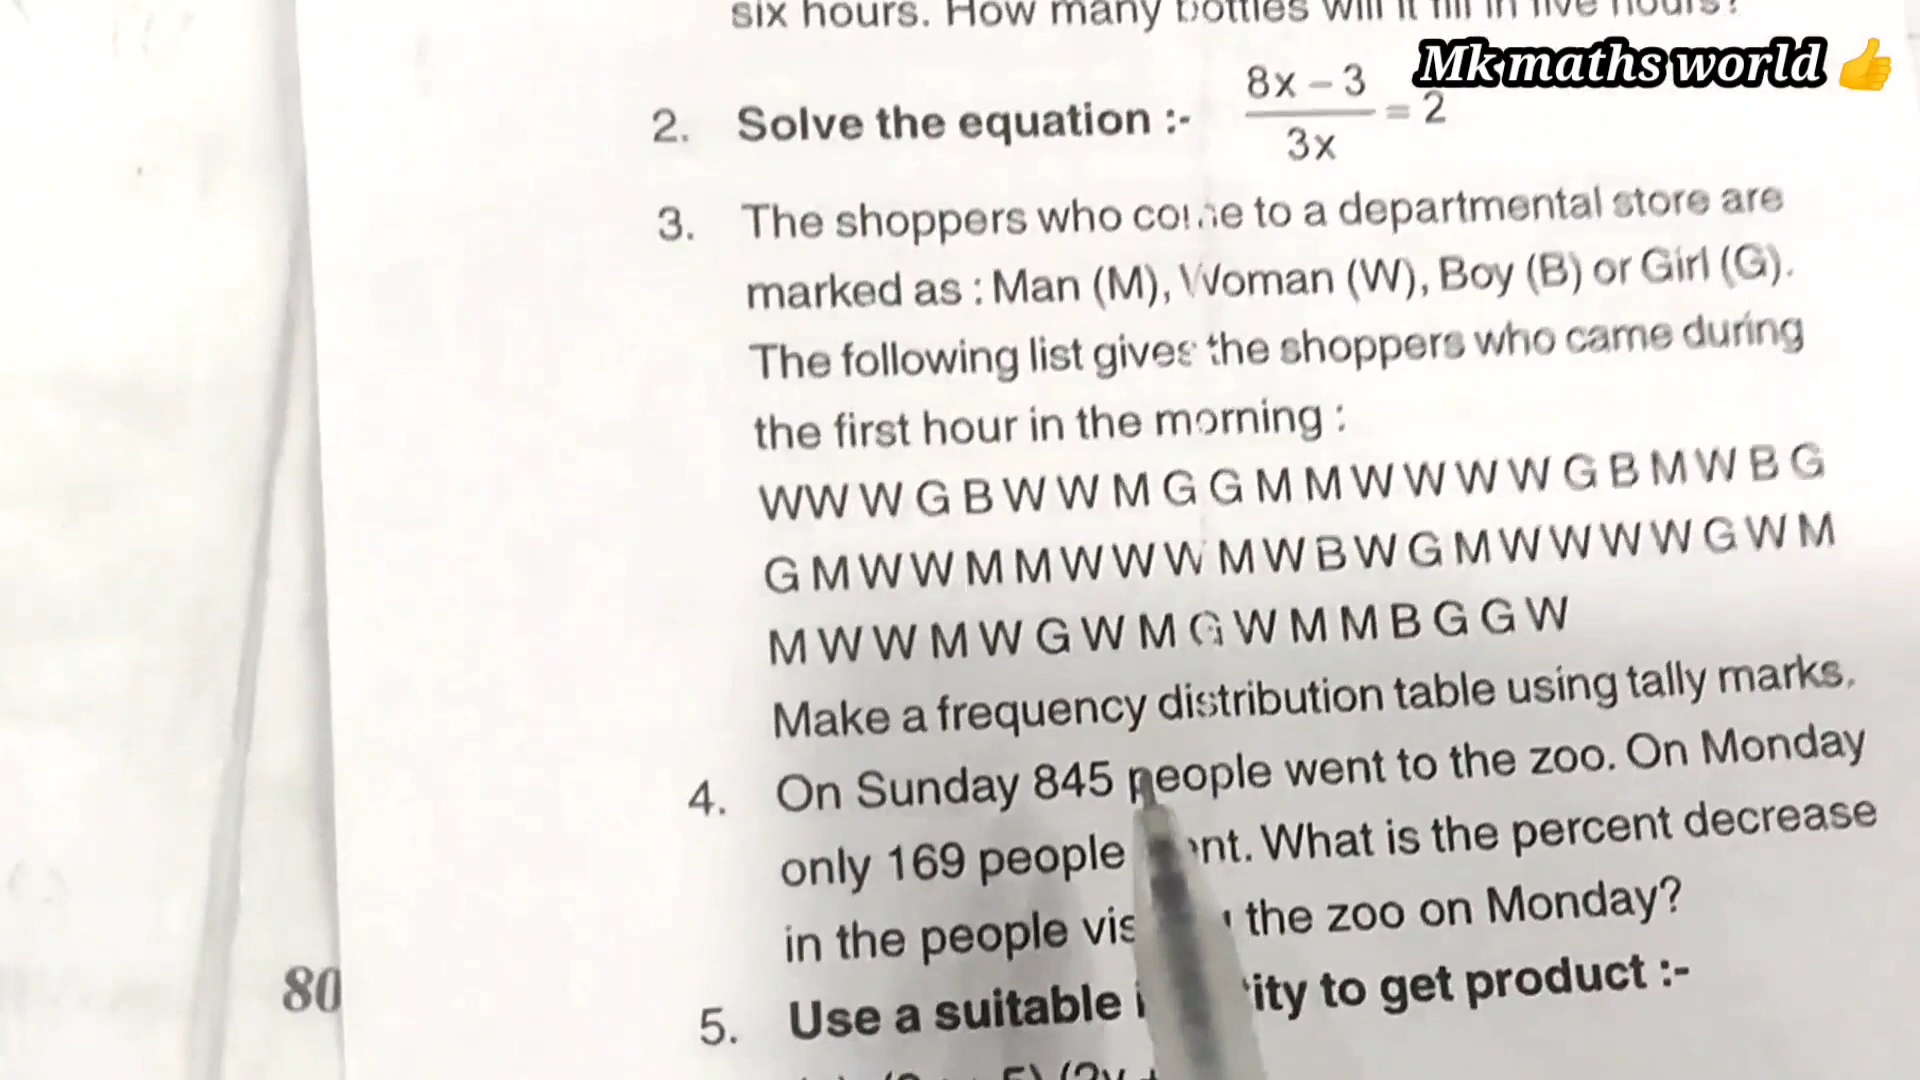 six hours. How many bottles will it fill in five hours?
Mk maths world 👍
2. Solve the equation :- 8x – 3 / 3x = 2
3. The shoppers who come to a departmental store are
marked as : Man (M), Woman (W), Boy (B) or Girl (G).
The following list gives the shoppers who came during
the first hour in the morning :
W W W G B W W M G G M M W W W W G B M W B G
G M W W M M W W W M W B W G M W W W W G W M
M W W M W G W M G W M M B G G W
Make a frequency distribution table using tally marks.
4. On Sunday 845 people went to the zoo. On Monday
only 169 people went. What is the percent decrease
in the people the zoo on Monday?
80
5. Use a suitable to get product :-